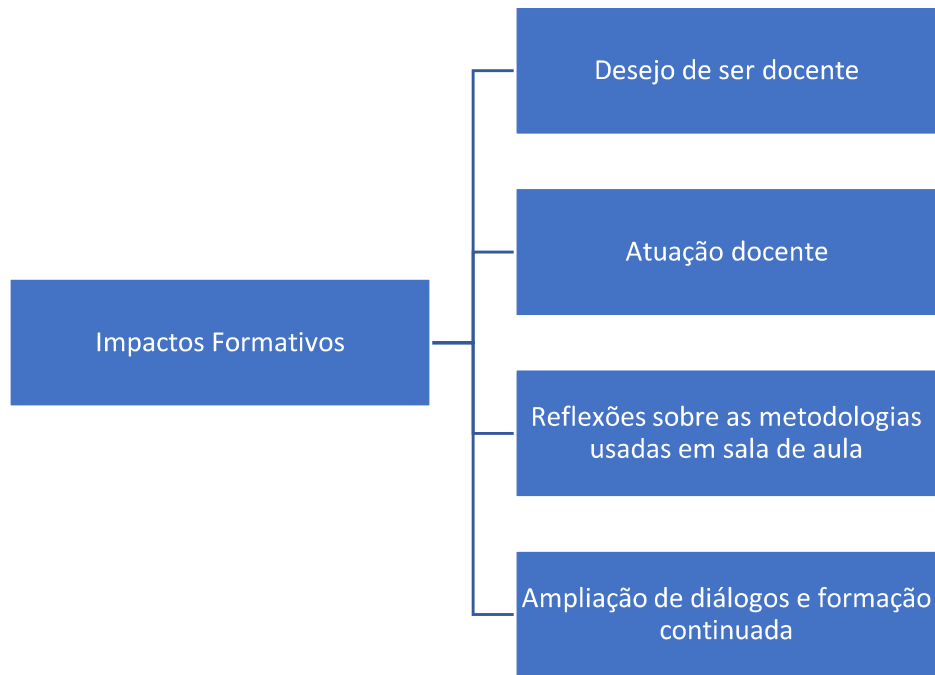 Desejo de ser docente
Atuação docente
Impactos Formativos
Reflexões sobre as metodologias
usadas em sala de aula
Ampliação de diálogos e formação
continuada